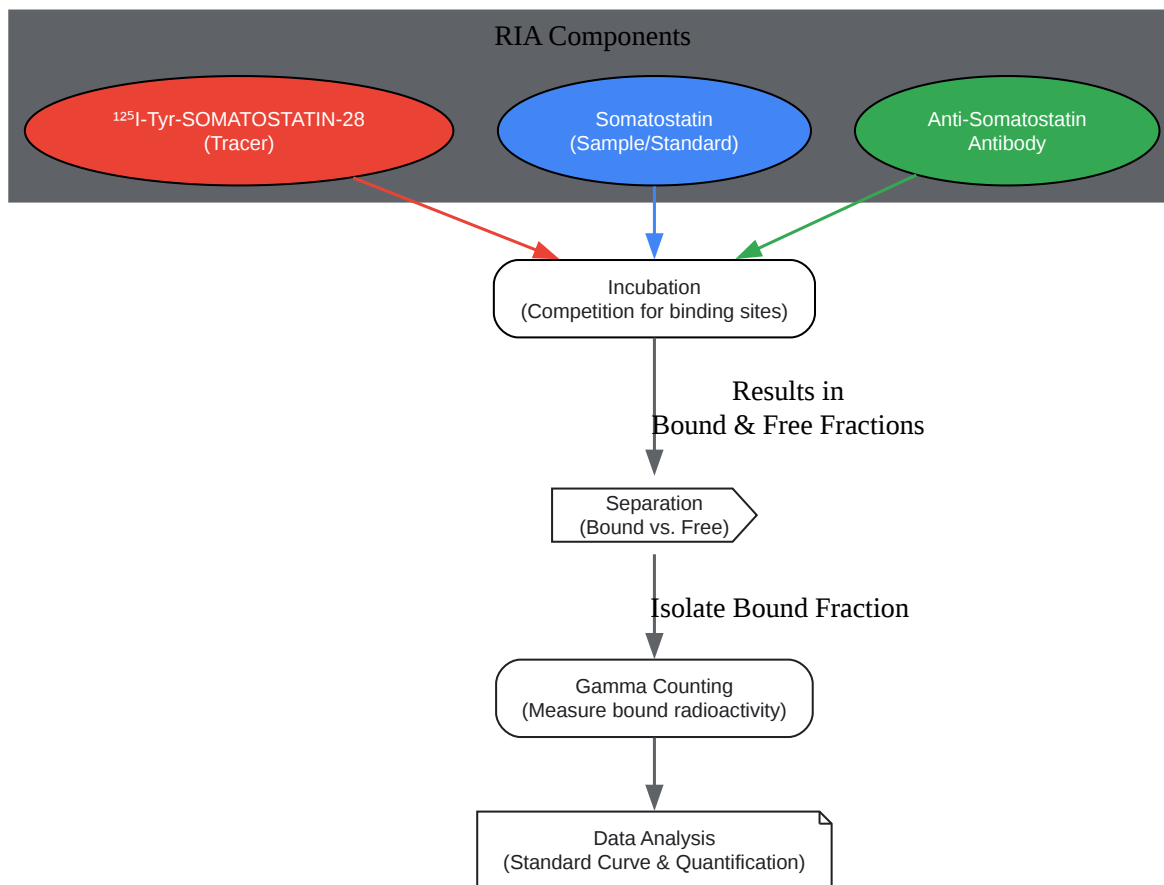 RIA Components
¹²⁵I-Tyr-SOMATOSTATIN-28
(Tracer)
Somatostatin
(Sample/Standard)
Anti-Somatostatin
Antibody
Incubation
(Competition for binding sites)
Results in
Bound & Free Fractions
Separation
(Bound vs. Free)
Isolate Bound Fraction
Gamma Counting
(Measure bound radioactivity)
Data Analysis
(Standard Curve & Quantification)